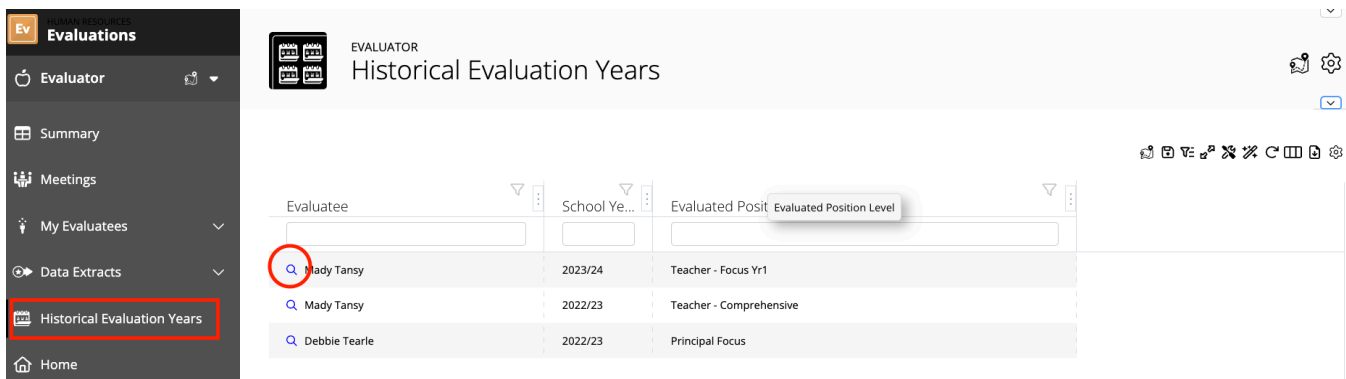 Ev
HUMAN RESOURCES
Evaluations
Evaluator
Summary
Meetings
My Evaluatees
Data Extracts
Historical Evaluation Years
Home
EVALUATOR
Historical Evaluation Years
Evaluatee School Ye... Evaluated Posit
Evaluated Position Level
Mady Tansy 2023/24 Teacher - Focus Yr1
Mady Tansy 2022/23 Teacher - Comprehensive
Debbie Tearle 2022/23 Principal Focus